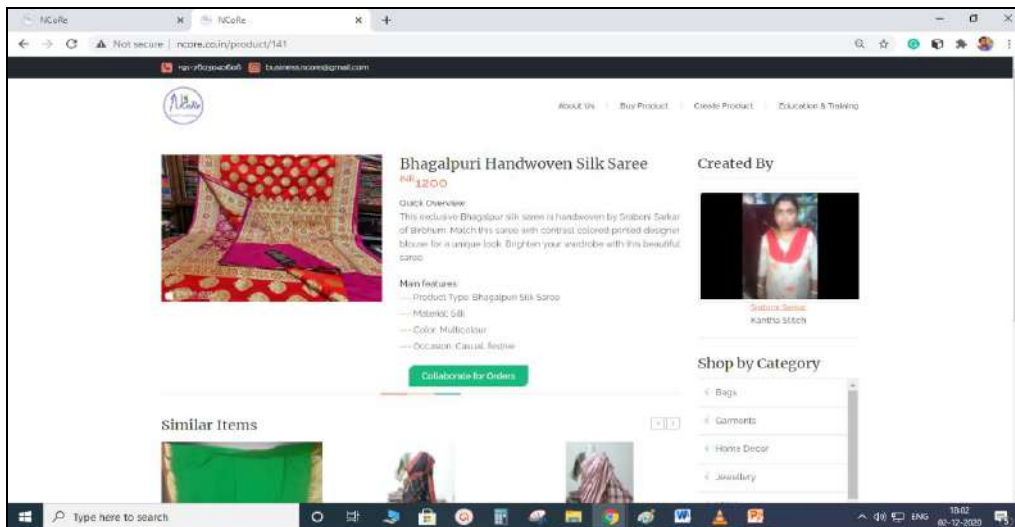 NCoRe
NCoRe
Not secure
ncore.co.in/product/141
business.ncore@gmail.com
NCoRe
About Us
Buy Product
Create Product
Education & Training
Bhagalpuri Handwoven Silk Saree
INR 1200
Quick Overview
This exclusive Bhagalpur silk saree is handwoven by Sraboni Sarkar
of Birbhum. Match this saree with contrast colored printed designer
blouse for a unique look. Brighten your wardrobe with this beautiful
saree
Main features
Product Type: Bhagalpuri Silk Saree
Material: Silk
Color: Multicolour
Occasion: Casual, festive
Collaborate for Orders
Created By
Kantha Stitch
Shop by Category
Bags
Garments
Home Decor
Jewellery
Similar Items
Type here to search
ENG
18:02
02-12-2020